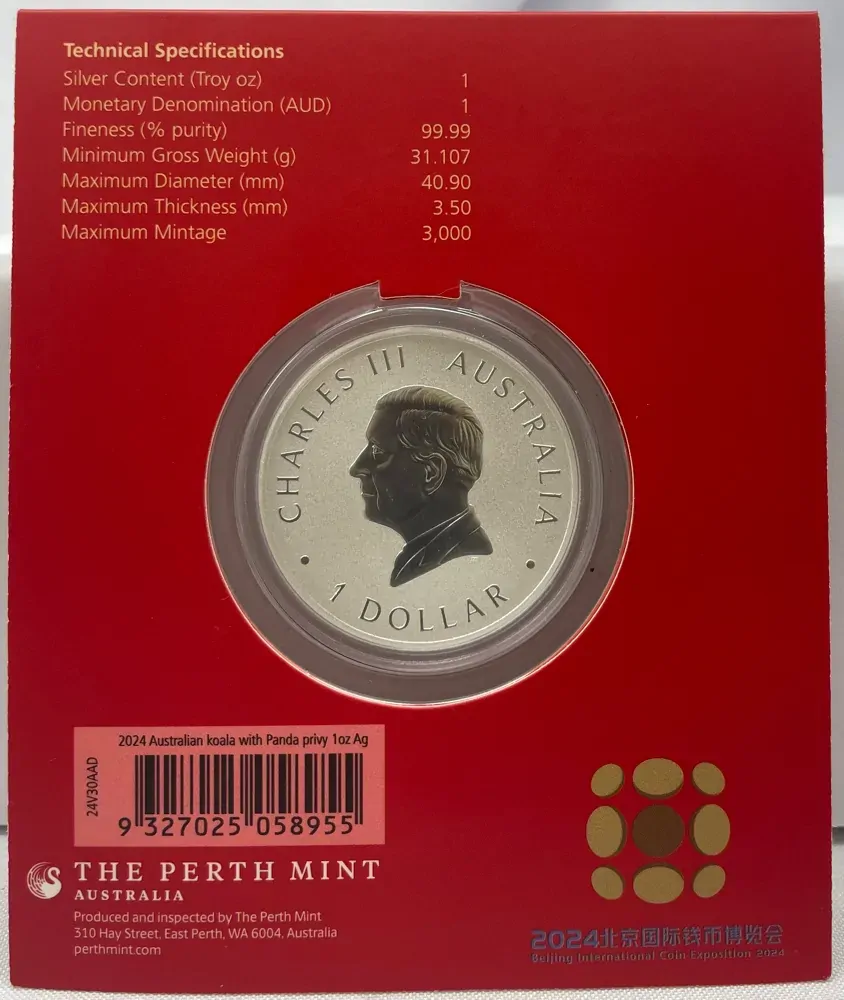 Technical Specifications
Silver Content (Troy oz) 1
Monetary Denomination (AUD) 1
Fineness (% purity) 99.99
Minimum Gross Weight (g) 31.107
Maximum Diameter (mm) 40.90
Maximum Thickness (mm) 3.50
Maximum Mintage 3,000
CHARLES III AUSTRALIA
1 DOLLAR
2024 Australian koala with Panda privy 1oz Ag
24V30AAD
9 327025 058955
THE PERTH MINT
AUSTRALIA
Produced and inspected by The Perth Mint
310 Hay Street, East Perth, WA 6004, Australia
perthmint.com
2024北京国际钱币博览会
Beijing International Coin Exposition 2024